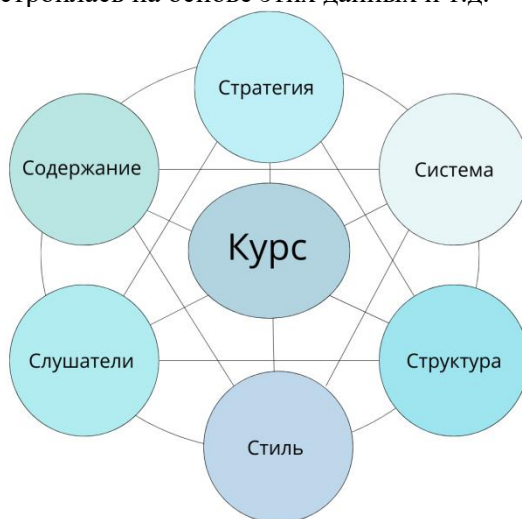 строилась на основе этих данных и т.д.
Стратегия
Содержание
Система
Курс
Слушатели
Структура
Стиль